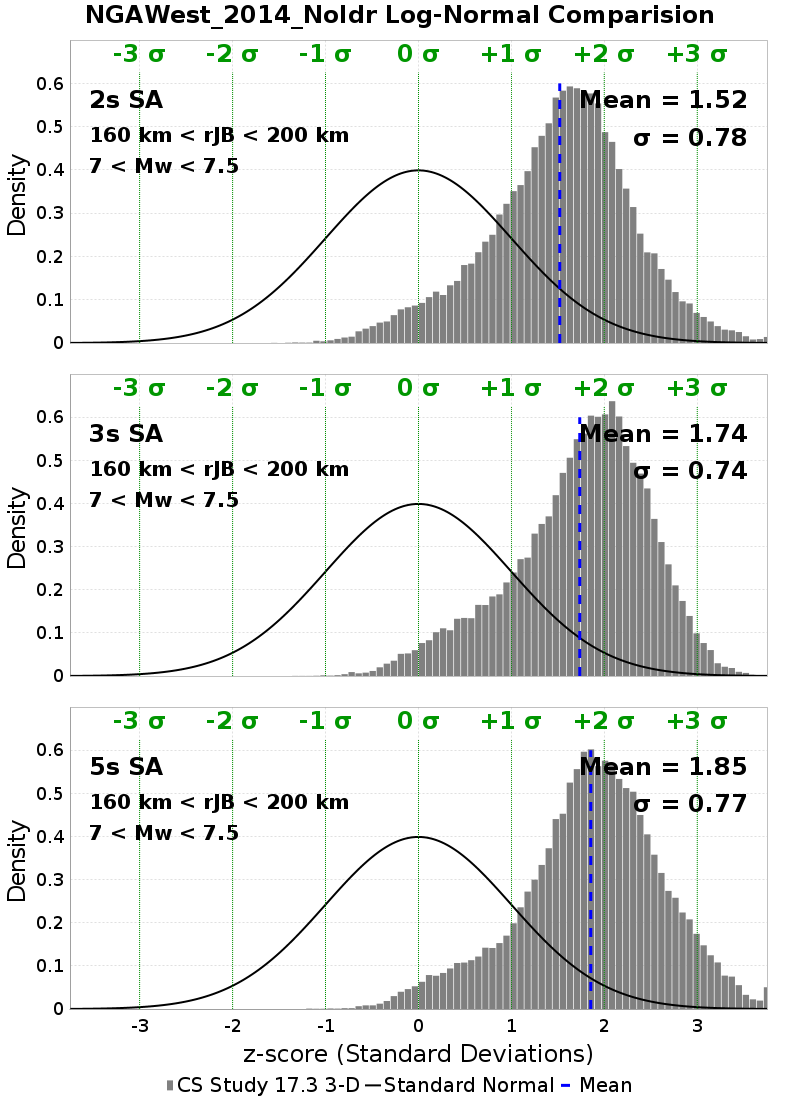 NGAWest_2014_NoIdr Log-Normal Comparision
-3 σ -2 σ -1 σ 0 σ +1 σ +2 σ +3 σ
2s SA
160 km < rJB < 200 km
7 < Mw < 7.5
Mean = 1.52
σ = 0.78
0.6
0.5
0.4
0.3
0.2
0.1
0
Density
-3 σ -2 σ -1 σ 0 σ +1 σ +2 σ +3 σ
3s SA
160 km < rJB < 200 km
7 < Mw < 7.5
Mean = 1.74
σ = 0.74
0.6
0.5
0.4
0.3
0.2
0.1
0
Density
-3 σ -2 σ -1 σ 0 σ +1 σ +2 σ +3 σ
5s SA
160 km < rJB < 200 km
7 < Mw < 7.5
Mean = 1.85
σ = 0.77
0.6
0.5
0.4
0.3
0.2
0.1
0
Density
-3 -2 -1 0 1 2 3
z-score (Standard Deviations)
CS Study 17.3 3-D Standard Normal Mean